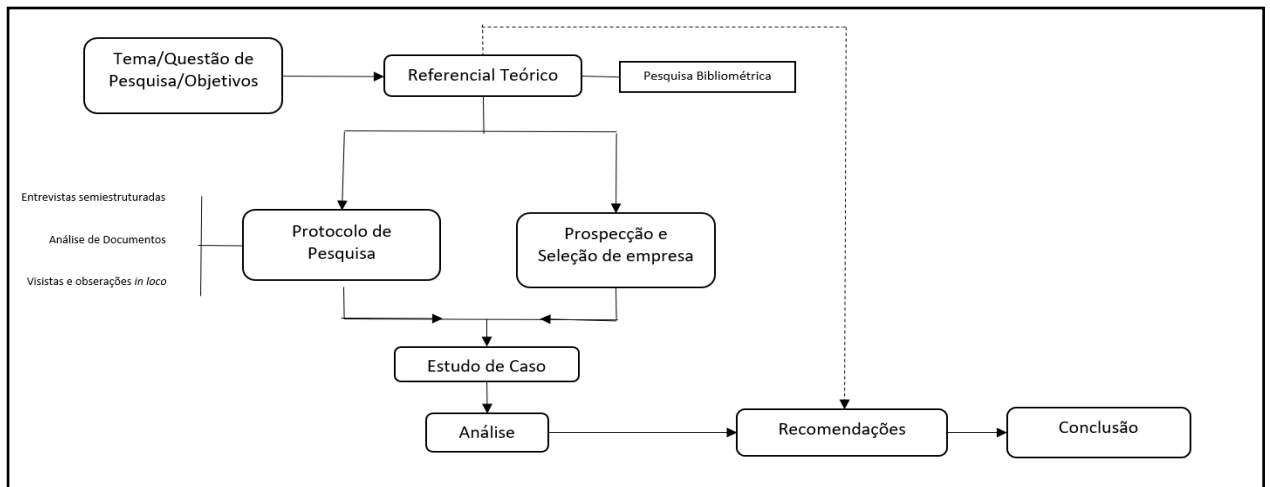 Tema/Questão de
Pesquisa/Objetivos
Referencial Teórico
Pesquisa Bibliométrica
Entrevistas semiestruturadas
Análise de Documentos
Visistas e obserações in loco
Protocolo de
Pesquisa
Prospecção e
Seleção de empresa
Estudo de Caso
Análise
Recomendações
Conclusão